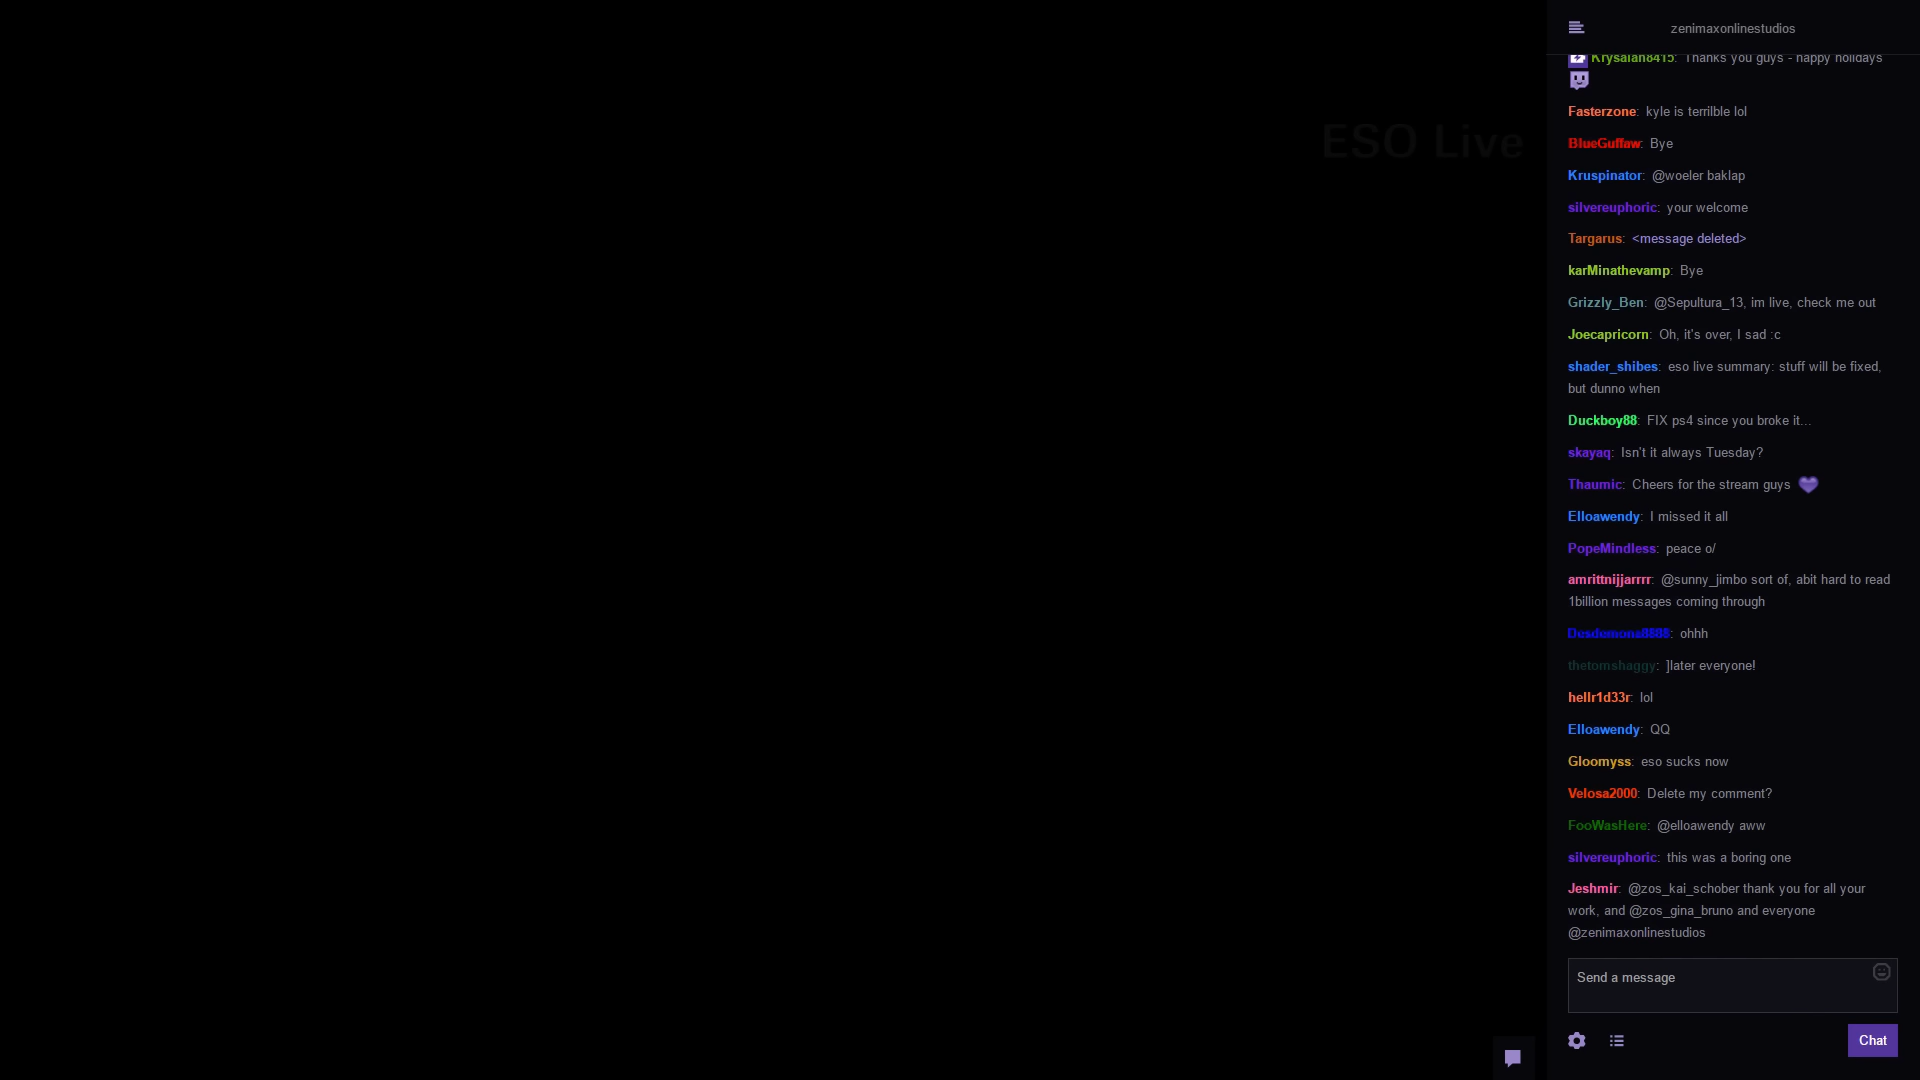 zenimaxonlinestudios
Krysalan8415: Thanks you guys - happy holidays
ESO Live
Fasterzone: kyle is terrilble lol
BlueGuffaw: Bye
Kruspinator: @woeler baklap
silvereuphoric: your welcome
Targarus: <message deleted>
karMinathevamp: Bye
Grizzly_Ben: @Sepultura_13, im live, check me out
Joecapricorn: Oh, it's over, I sad :c
shader_shibes: eso live summary: stuff will be fixed,
but dunno when
Duckboy88: FIX ps4 since you broke it...
skayaq: Isn't it always Tuesday?
Thaumic: Cheers for the stream guys
Elloawendy: I missed it all
PopeMindless: peace o/
amrittnijjarrrr: @sunny_jimbo sort of, abit hard to read
1billion messages coming through
Desdemona8888: ohhh
thetomshaggy: ]later everyone!
hellr1d33r: lol
Elloawendy: QQ
Gloomyss: eso sucks now
Velosa2000: Delete my comment?
FooWasHere: @elloawendy aww
silvereuphoric: this was a boring one
Jeshmir: @zos_kai_schober thank you for all your
work, and @zos_gina_bruno and everyone
@zenimaxonlinestudios
Send a message
Chat